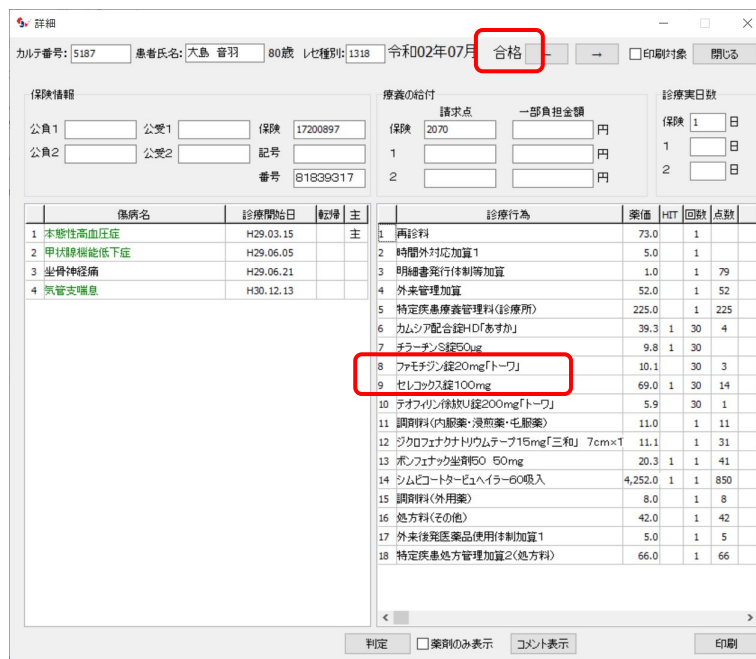 詳細
カルテ番号: 5187 患者氏名: 大島 音羽 80歳 レセ種別: 1318 令和02年07月 合格 ← → 印刷対象 閉じる
保険情報
公負1 公受1 保険 17200897
公負2 公受2 記号
番号 81839317
療養の給付
請求点 一部負担金額
保険 2070 円
1 円
2 円
診療実日数
保険 1 日
1 日
2 日
傷病名 診療開始日 転帰 主
1 本態性高血圧症 H29.03.15 主
2 甲状腺機能低下症 H29.06.05
3 坐骨神経痛 H29.06.21
4 気管支喘息 H30.12.13
診療行為 薬価 HIT 回数 点数
1 再診料 73.0 1
2 時間外対応加算1 5.0 1
3 明細書発行体制等加算 1.0 1 79
4 外来管理加算 52.0 1 52
5 特定疾患療養管理料(診療所) 225.0 1 225
6 カムシア配合錠HD「あすか」 39.3 1 30 4
7 チラーヂンS錠50μg 9.8 1 30
8 ファモチジン錠20mg「トーワ」 10.1 30 3
9 セレコックス錠100mg 69.0 1 30 14
10 テオフィリン徐放U錠200mg「トーワ」 5.9 30 1
11 調剤料(内服薬・浸煎薬・屯服薬) 11.0 1 11
12 ジクロフェナクナトリウムテープ15mg「三和」 7cm×1 11.1 1 31
13 ボンフェナック坐剤50 50mg 20.3 1 1 41
14 シムビコートタービュヘイラー60吸入 4,252.0 1 1 850
15 調剤料(外用薬) 8.0 1 8
16 処方料(その他) 42.0 1 42
17 外来後発医薬品使用体制加算1 5.0 1 5
18 特定疾患処方管理加算2(処方料) 66.0 1 66
判定 薬剤のみ表示 コメント表示 印刷